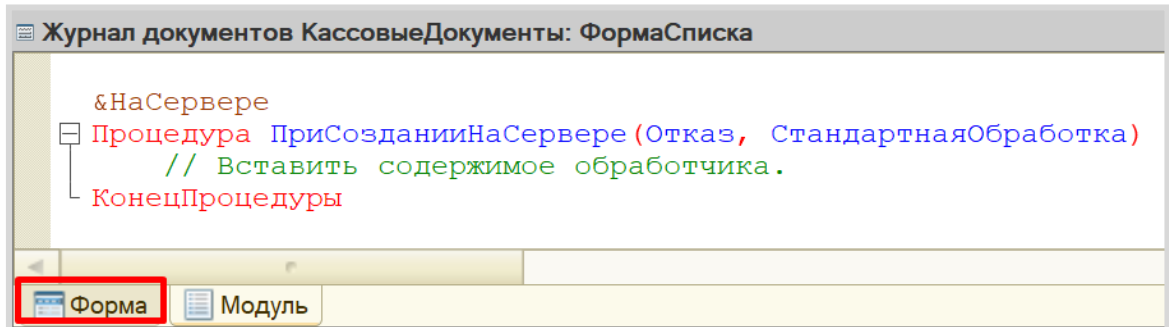 Журнал документов КассовыеДокументы: ФормаСписка
&НаСервере
Процедура ПриСозданииНаСервере(Отказ, СтандартнаяОбработка)
// Вставить содержимое обработчика.
КонецПроцедуры
Форма Модуль